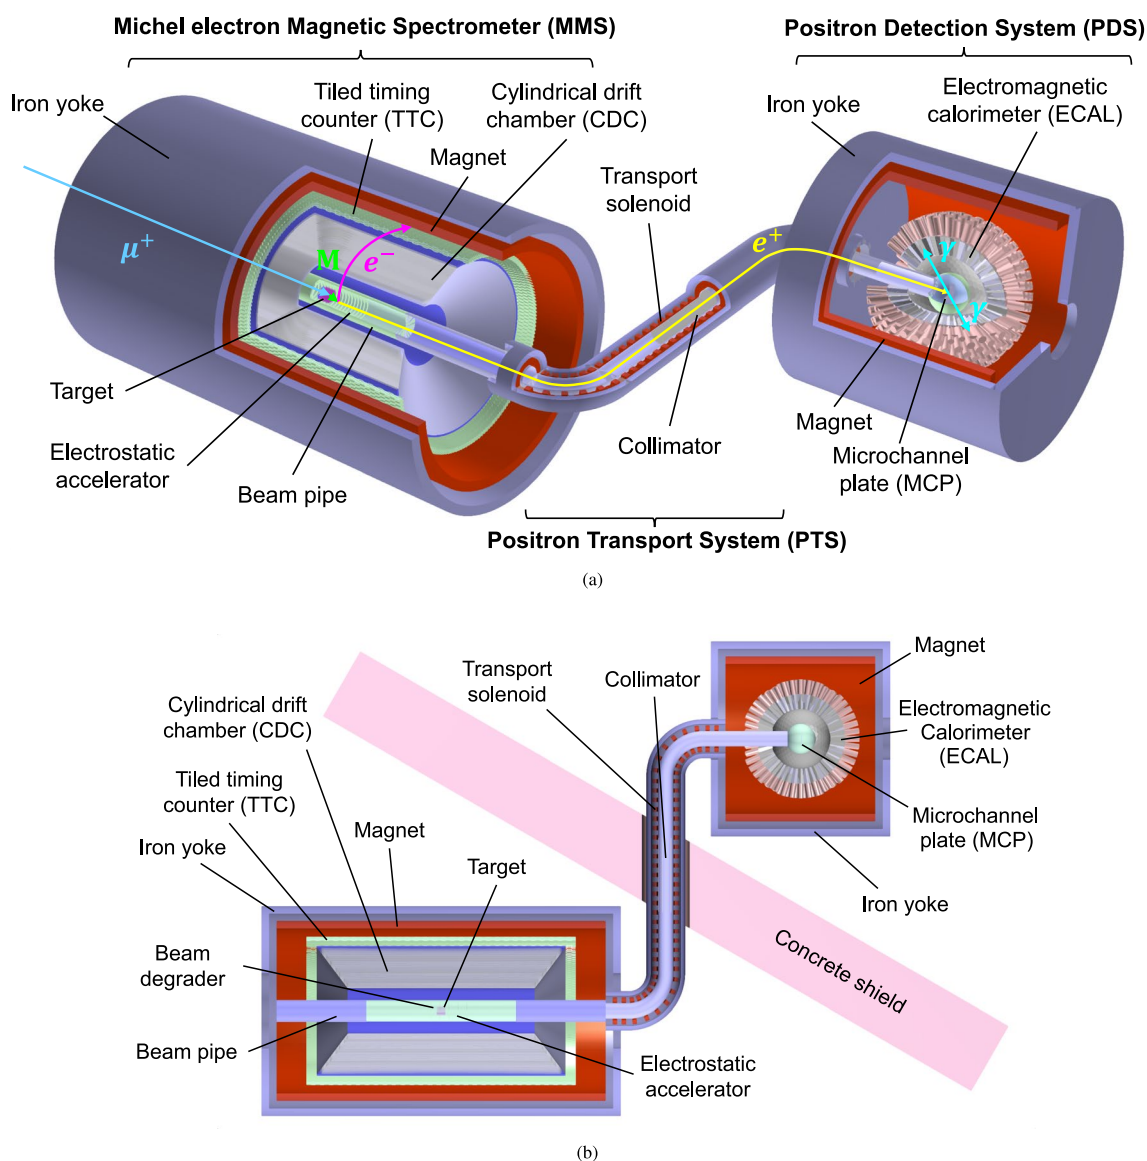 Michel electron Magnetic Spectrometer (MMS)
Positron Detection System (PDS)
Iron yoke
Tiled timing
counter (TTC)
Cylindrical drift
chamber (CDC)
Magnet
Transport
solenoid
Iron yoke
Electromagnetic
calorimeter (ECAL)
μ⁺
M
e⁻
e⁺
γ
γ
Target
Electrostatic
accelerator
Beam pipe
Collimator
Magnet
Microchannel
plate (MCP)
Positron Transport System (PTS)
(a)
Cylindrical drift
chamber (CDC)
Tiled timing
counter (TTC)
Iron yoke
Magnet
Target
Beam
degrader
Beam pipe
Electrostatic
accelerator
Transport
solenoid
Collimator
Magnet
Electromagnetic
Calorimeter
(ECAL)
Microchannel
plate (MCP)
Iron yoke
Concrete shield
(b)